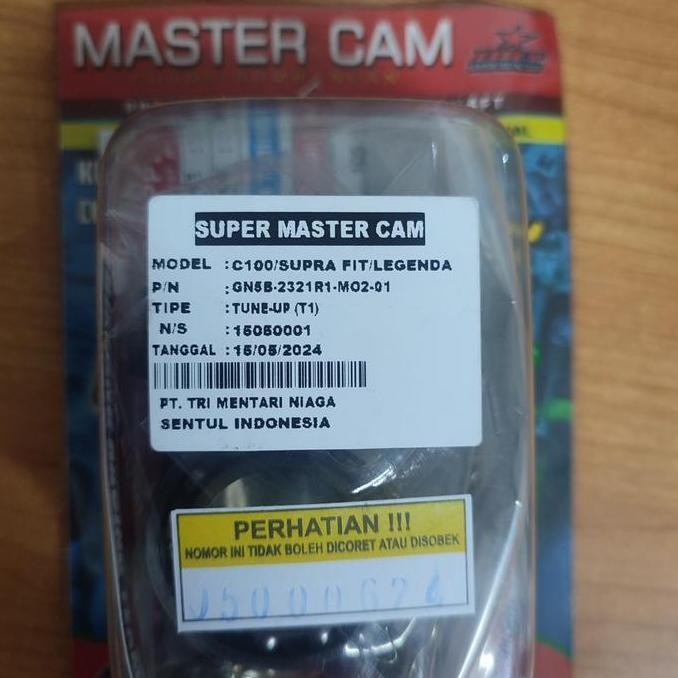 MASTER CAM
SUPER MASTER CAM
MODEL : C100/SUPRA FIT/LEGENDA
P/N : GN5B-2321R1-MO2-01
TIPE : TUNE-UP (T1)
N/S : 15050001
TANGGAL : 15/05/2024
PT. TRI MENTARI NIAGA
SENTUL INDONESIA
PERHATIAN !!!
NOMOR INI TIDAK BOLEH DICORET ATAU DISOBEK